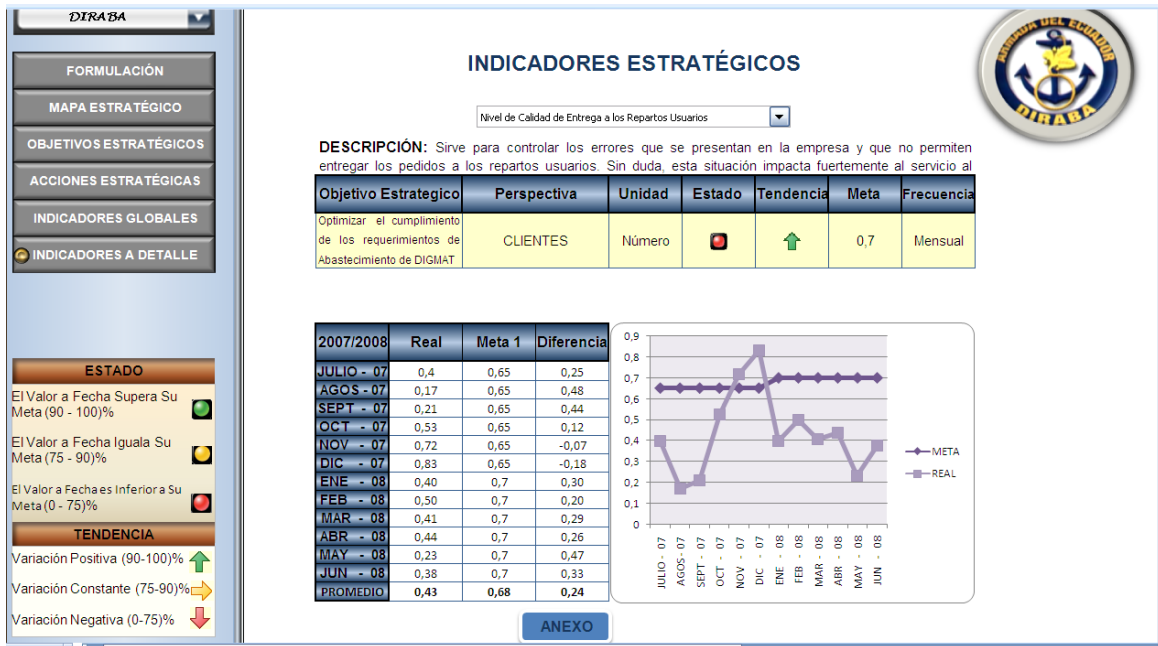 DIRABA
FORMULACIÓN
MAPA ESTRATÉGICO
OBJETIVOS ESTRATÉGICOS
ACCIONES ESTRATÉGICAS
INDICADORES GLOBALES
INDICADORES A DETALLE
ESTADO
El Valor a Fecha Supera Su
Meta (90 - 100)%
El Valor a Fecha Iguala Su
Meta (75 - 90)%
El Valor a Fecha es Inferior a Su
Meta (0 - 75)%
TENDENCIA
Variación Positiva (90-100)%
Variación Constante (75-90)%
Variación Negativa (0-75)%
INDICADORES ESTRATÉGICOS
ARMADA DEL ECUADOR
DIRABA
Nivel de Calidad de Entrega a los Repartos Usuarios
DESCRIPCIÓN: Sirve para controlar los errores que se presentan en la empresa y que no permiten
entregar los pedidos a los repartos usuarios. Sin duda, esta situación impacta fuertemente al servicio al
Objetivo Estrategico Perspectiva Unidad Estado Tendencia Meta Frecuencia
Optimizar el cumplimiento
de los requerimientos de
Abastecimiento de DIGMAT
CLIENTES Número 0,7 Mensual
2007/2008 Real Meta 1 Diferencia
JULIO - 07 0,4 0,65 0,25
AGOS - 07 0,17 0,65 0,48
SEPT - 07 0,21 0,65 0,44
OCT - 07 0,53 0,65 0,12
NOV - 07 0,72 0,65 -0,07
DIC - 07 0,83 0,65 -0,18
ENE - 08 0,40 0,7 0,30
FEB - 08 0,50 0,7 0,20
MAR - 08 0,41 0,7 0,29
ABR - 08 0,44 0,7 0,26
MAY - 08 0,23 0,7 0,47
JUN - 08 0,38 0,7 0,33
PROMEDIO 0,43 0,68 0,24
0,9
0,8
0,7
0,6
0,5
0,4
0,3
0,2
0,1
0
JULIO - 07
AGOS - 07
SEPT - 07
OCT - 07
NOV - 07
DIC - 07
ENE - 08
FEB - 08
MAR - 08
ABR - 08
MAY - 08
JUN - 08
META
REAL
ANEXO